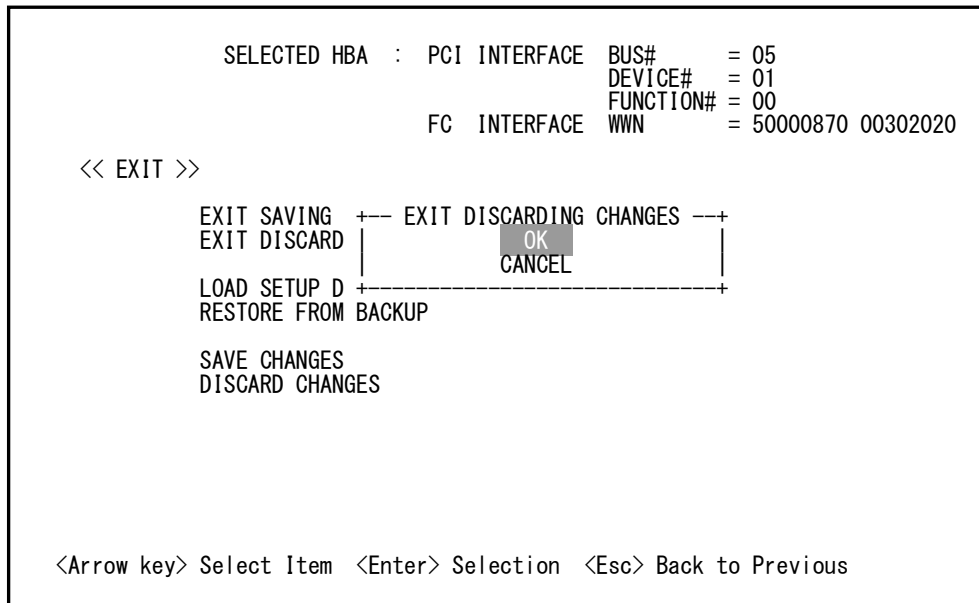 SELECTED HBA : PCI INTERFACE BUS# = 05
DEVICE# = 01
FUNCTION# = 00
FC INTERFACE WWN = 50000870 00302020
<< EXIT >>
EXIT SAVING +-- EXIT DISCARDING CHANGES --+
EXIT DISCARD | OK |
| CANCEL |
LOAD SETUP D +-----------------------------+
RESTORE FROM BACKUP
SAVE CHANGES
DISCARD CHANGES
<Arrow key> Select Item <Enter> Selection <Esc> Back to Previous